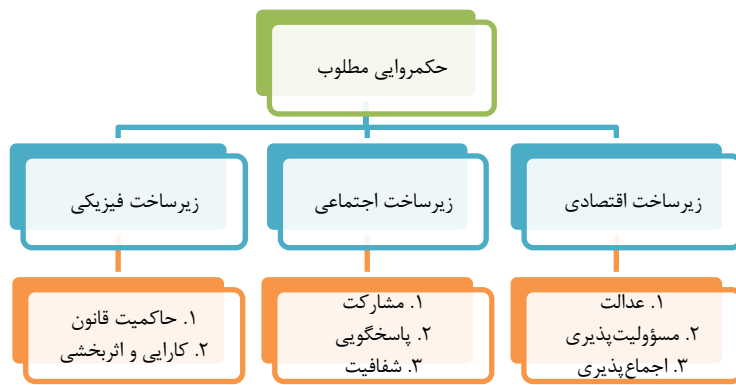 حکمروایی مطلوب
زیرساخت اقتصادی
زیرساخت اجتماعی
زیرساخت فیزیکی
۱. عدالت
۲. مسؤولیت‌پذیری
۳. اجماع‌پذیری
۱. مشارکت
۲. پاسخگویی
۳. شفافیت
۱. حاکمیت قانون
۲. کارایی و اثربخشی